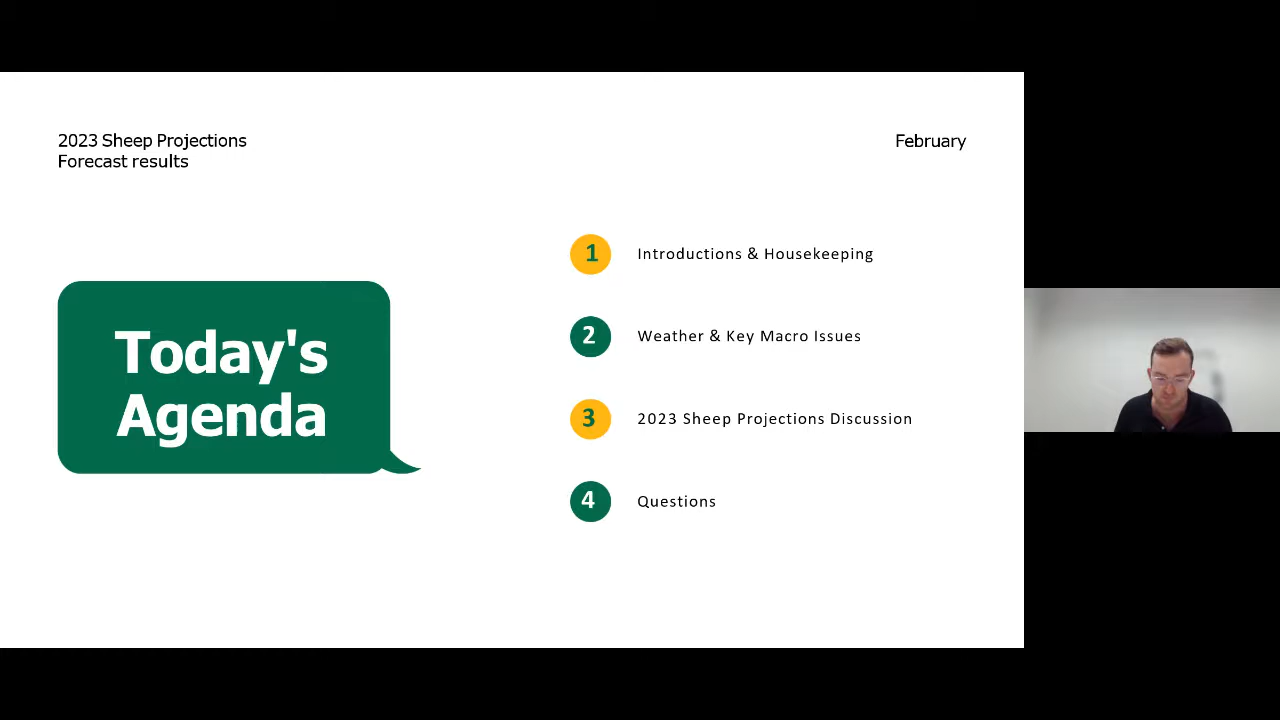 2023 Sheep Projections
Forecast results
February
Today's
Agenda
1 Introductions & Housekeeping
2 Weather & Key Macro Issues
3 2023 Sheep Projections Discussion
4 Questions